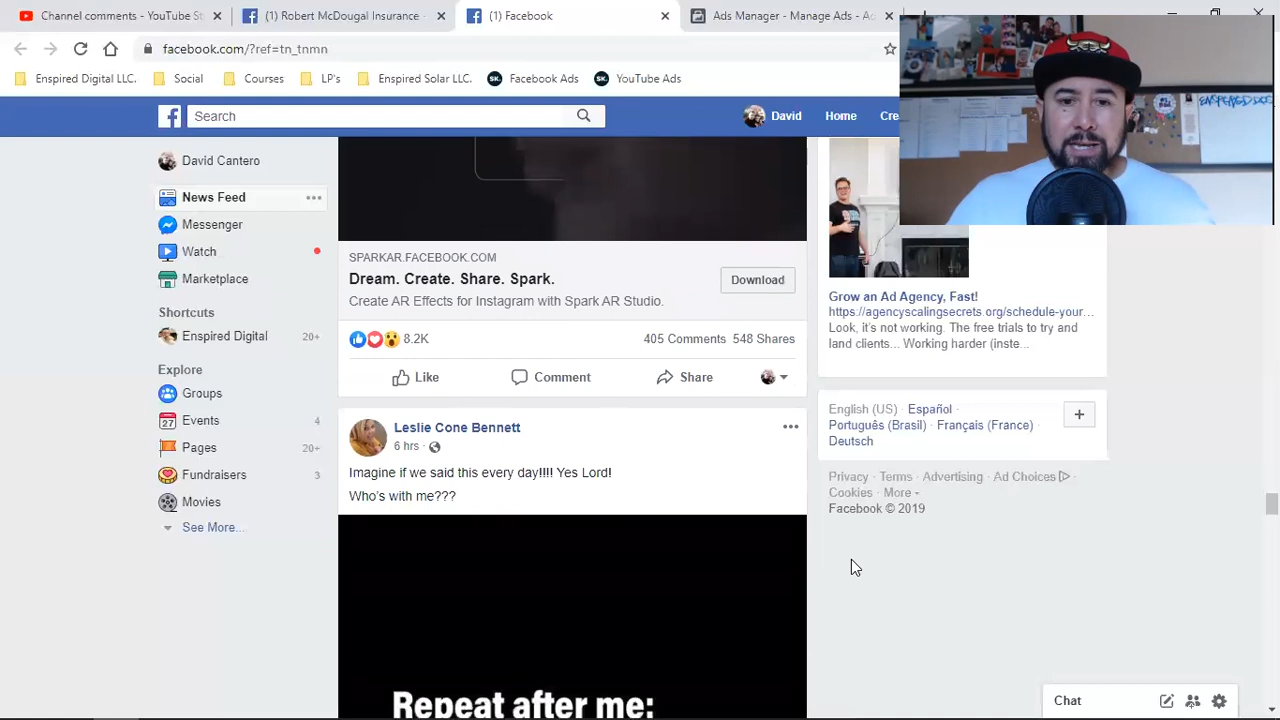 Channel comments - YouTube St
(1) Robert McDougal Insurance
(1) Facebook
Ads Manager - Manage Ads - Ad
facebook.com/?ref=tn_tnmn
Enspired Digital LLC.
Social
Courses
LP's
Enspired Solar LLC.
SK.
Facebook Ads
SK.
YouTube Ads
Search
David
Home
Cre
David Cantero
News Feed
Messenger
Watch
Marketplace
Shortcuts
Enspired Digital 20+
Explore
Groups
Events 4
Pages 20+
Fundraisers 3
Movies
See More...
SPARKAR.FACEBOOK.COM
Dream. Create. Share. Spark.
Create AR Effects for Instagram with Spark AR Studio.
Download
8.2K
405 Comments 548 Shares
Like
Comment
Share
Leslie Cone Bennett
6 hrs ·
Imagine if we said this every day!!!! Yes Lord!
Who's with me???
Repeat after me:
Grow an Ad Agency, Fast!
https://agencyscalingsecrets.org/schedule-your...
Look, it's not working. The free trials to try and
land clients... Working harder (inste...
English (US) · Español ·
Português (Brasil) · Français (France) ·
Deutsch
Privacy · Terms · Advertising · Ad Choices ·
Cookies · More
Facebook © 2019
Chat